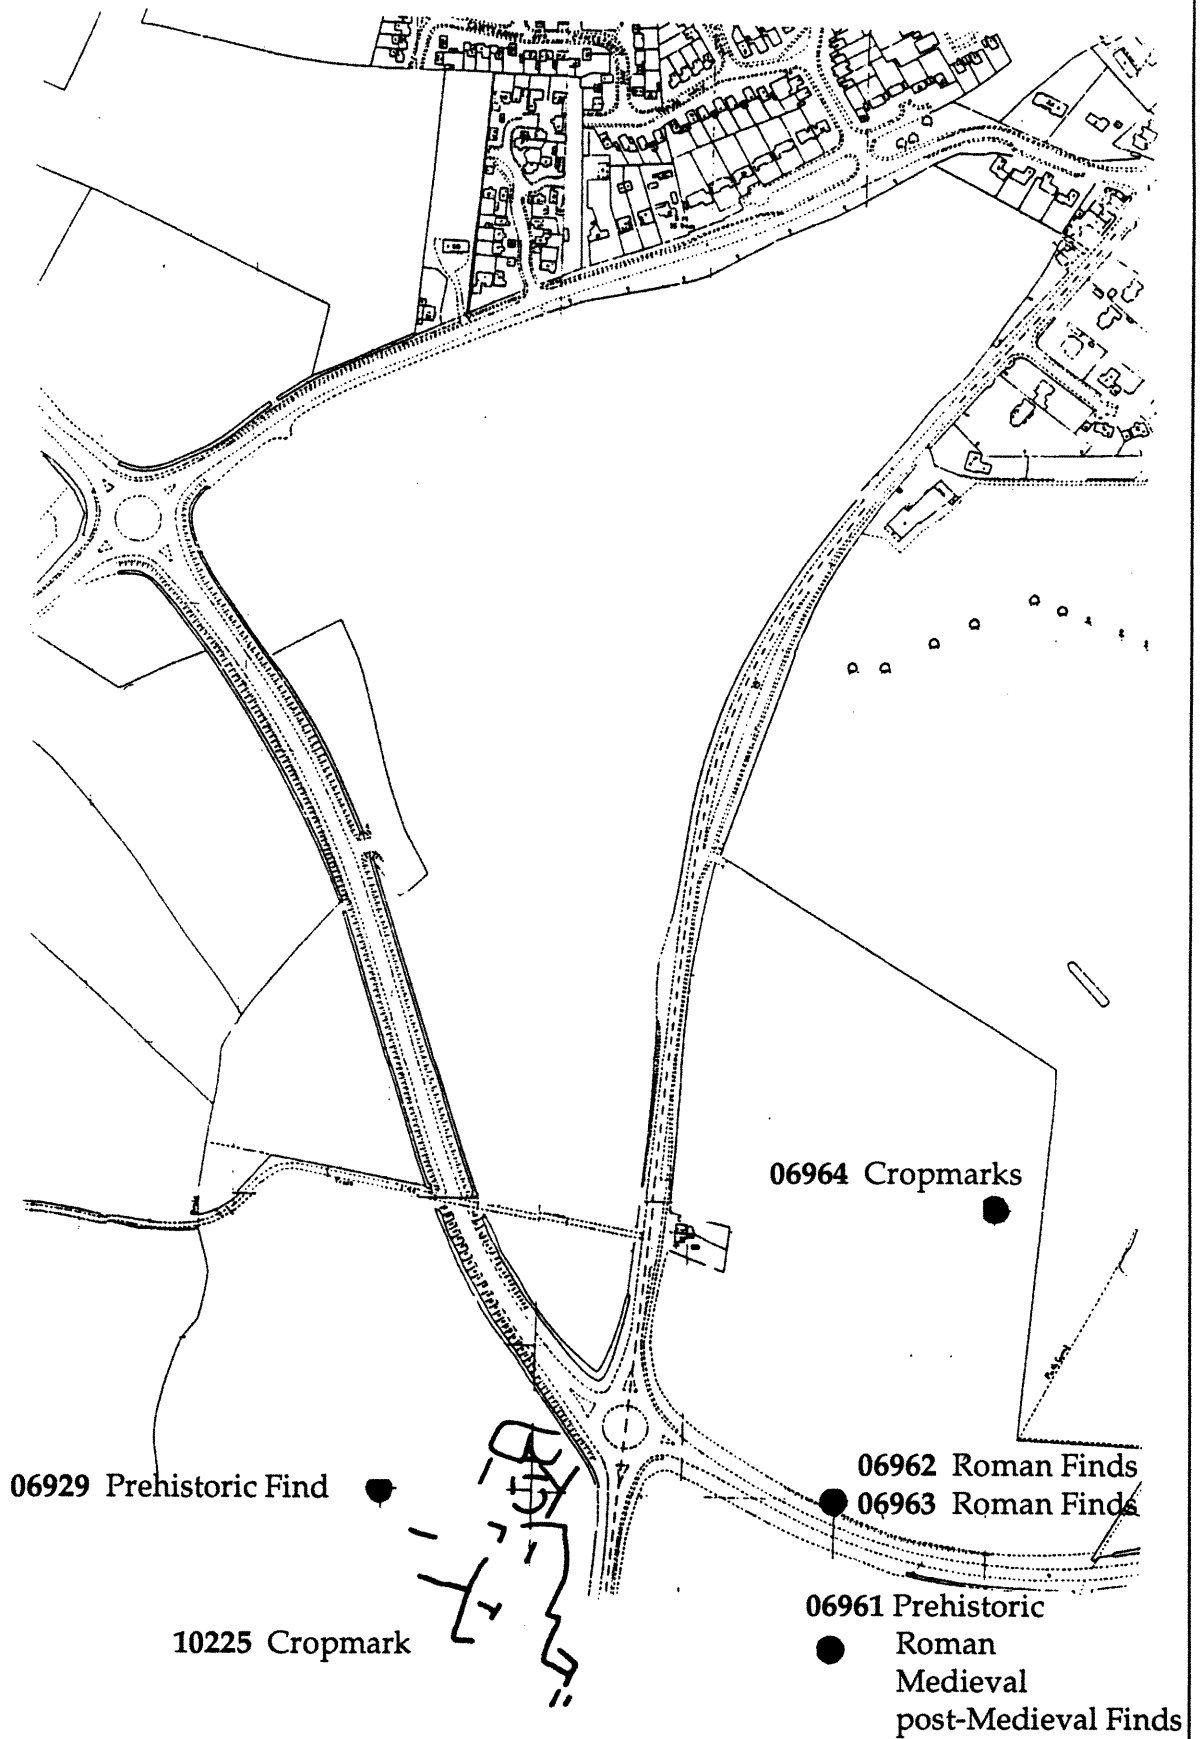 06964 Cropmarks
06962 Roman Finds
06929 Prehistoric Find
06963 Roman Finds
06961 Prehistoric
Roman
10225 Cropmark
Medieval
post-Medieval Finds